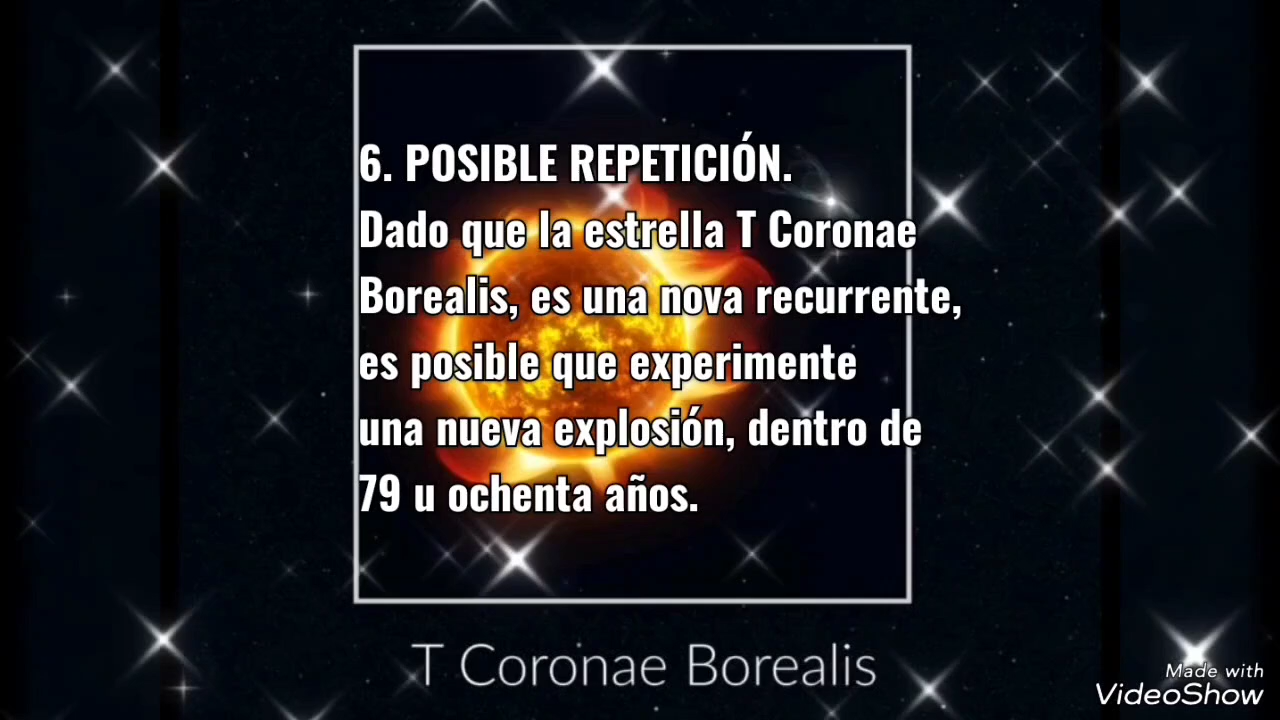 6. POSIBLE REPETICIÓN.
Dado que la estrella T Coronae
Borealis, es una nova recurrente,
es posible que experimente
una nueva explosión, dentro de
79 u ochenta años.
T Coronae Borealis
Made with
VideoShow